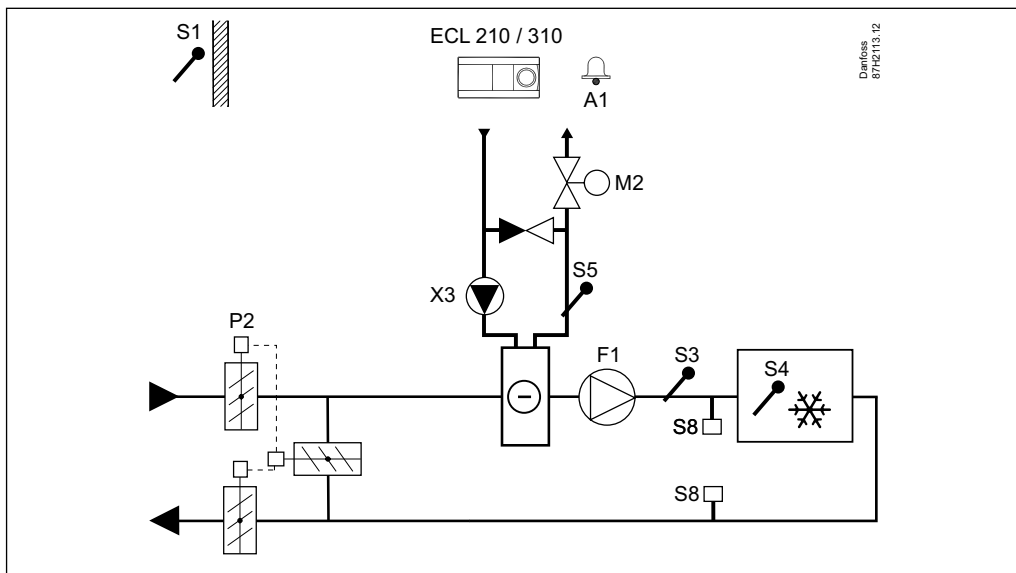 S1
ECL 210 / 310
A1
Danfoss
87H2113.12
M2
S5
X3
P2
F1
S3
S4
S8
S8